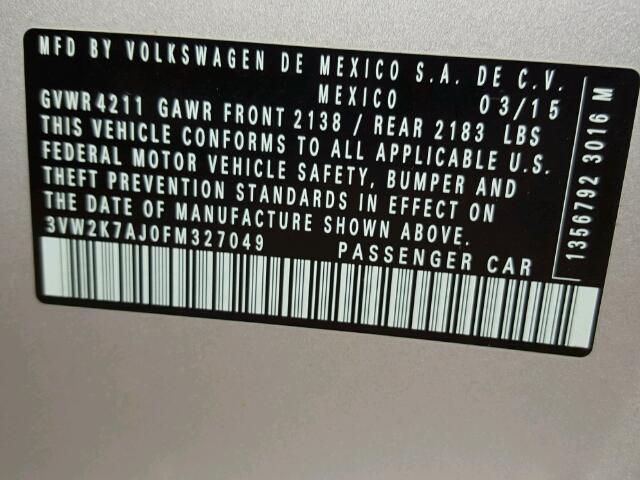 MFD BY VOLKSWAGEN DE MEXICO S.A. DE C.V.
MEXICO 03/15
GVWR4211 GAWR FRONT 2138 / REAR 2183 LBS
THIS VEHICLE CONFORMS TO ALL APPLICABLE U.S.
FEDERAL MOTOR VEHICLE SAFETY, BUMPER AND
THEFT PREVENTION STANDARDS IN EFFECT ON
THE DATE OF MANUFACTURE SHOWN ABOVE.
3VW2K7AJ0FM327049 PASSENGER CAR
1356792 3016 M